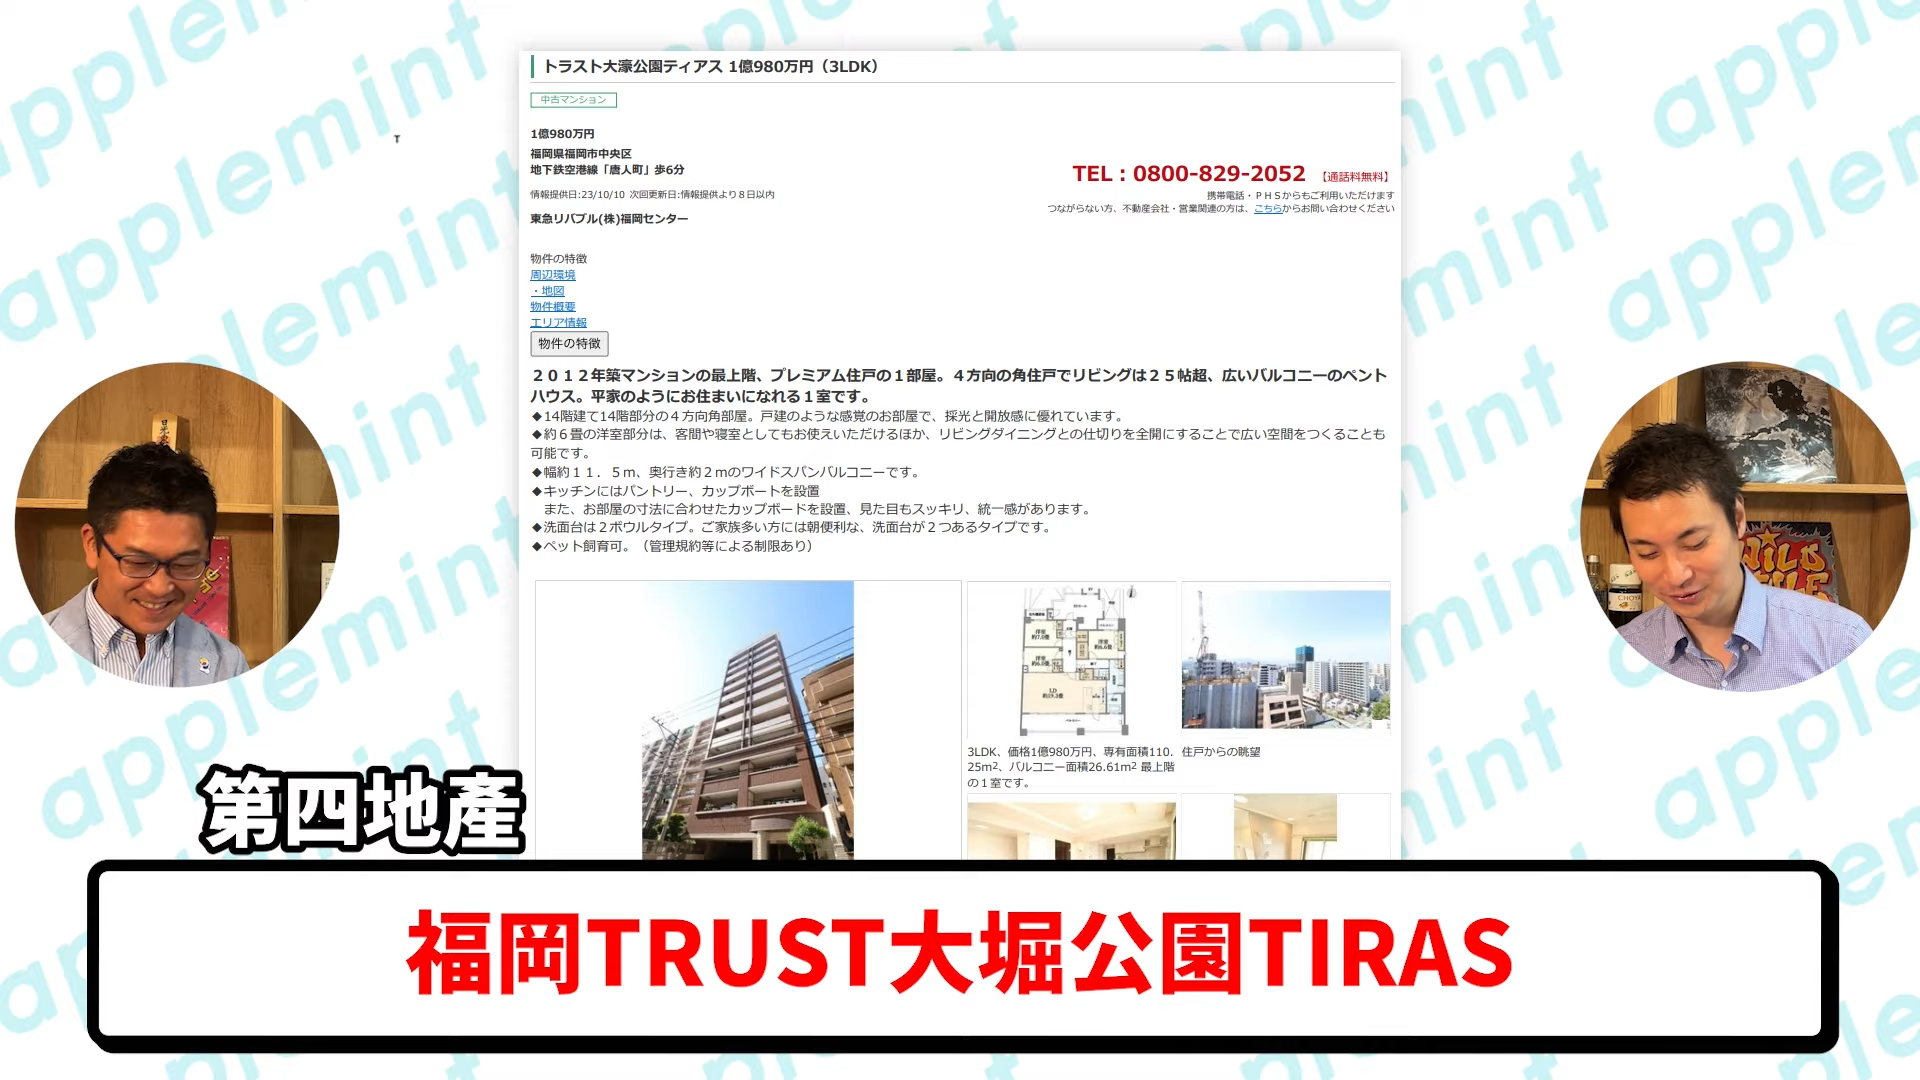 トラスト大濠公園ティアス 1億980万円（3LDK）
中古マンション
1億980万円
福岡県福岡市中央区
地下鉄空港線「唐人町」歩6分
情報提供日:23/10/10 次回更新日:情報提供より８日以内
東急リバブル(株)福岡センター
TEL : 0800-829-2052 【通話料無料】
携帯電話・ＰＨＳからもご利用いただけます
つながらない方、不動産会社・営業関連の方は、こちらからお問い合わせください
物件の特徴
周辺環境
・地図
物件概要
エリア情報
物件の特徴
２０１２年築マンションの最上階、プレミアム住戸の１部屋。４方向の角住戸でリビングは２５帖超、広いバルコニーのペント
ハウス。平家のようにお住まいになれる１室です。
◆14階建て14階部分の４方向角部屋。戸建のような感覚のお部屋で、採光と開放感に優れています。
◆約６畳の洋室部分は、客間や寝室としてもお使えいただけるほか、リビングダイニングとの仕切りを全開にすることで広い空間をつくることも
可能です。
◆幅約１１．５ｍ、奥行き約２ｍのワイドスパンバルコニーです。
◆キッチンにはパントリー、カップボートを設置
また、お部屋の寸法に合わせたカップボードを設置、見た目もスッキリ、統一感があります。
◆洗面台は２ボウルタイプ。ご家族多い方には朝便利な、洗面台が２つあるタイプです。
◆ペット飼育可。（管理規約等による制限あり）
3LDK、価格1億980万円、専有面積110.
25m²、バルコニー面積26.61m² 最上階
の１室です。
住戸からの眺望
第四地產
福岡TRUST大堀公園TIRAS
applemint